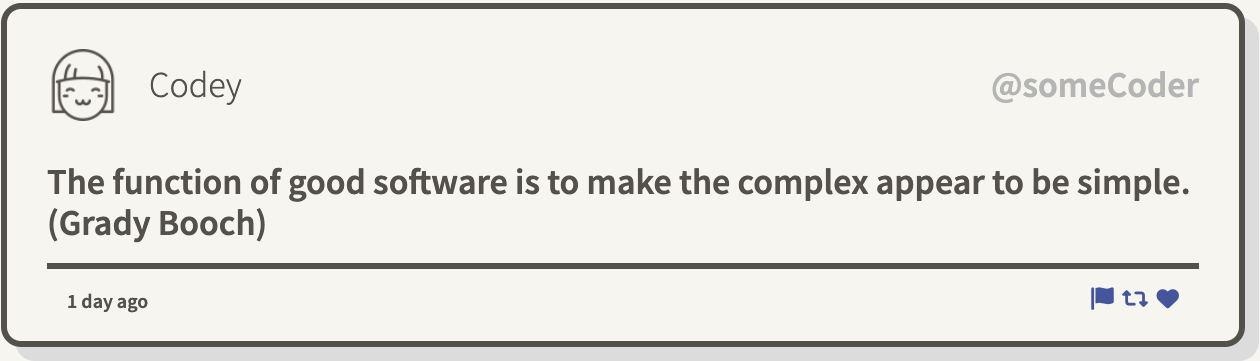 Codey
@someCoder
The function of good software is to make the complex appear to be simple.
(Grady Booch)
1 day ago